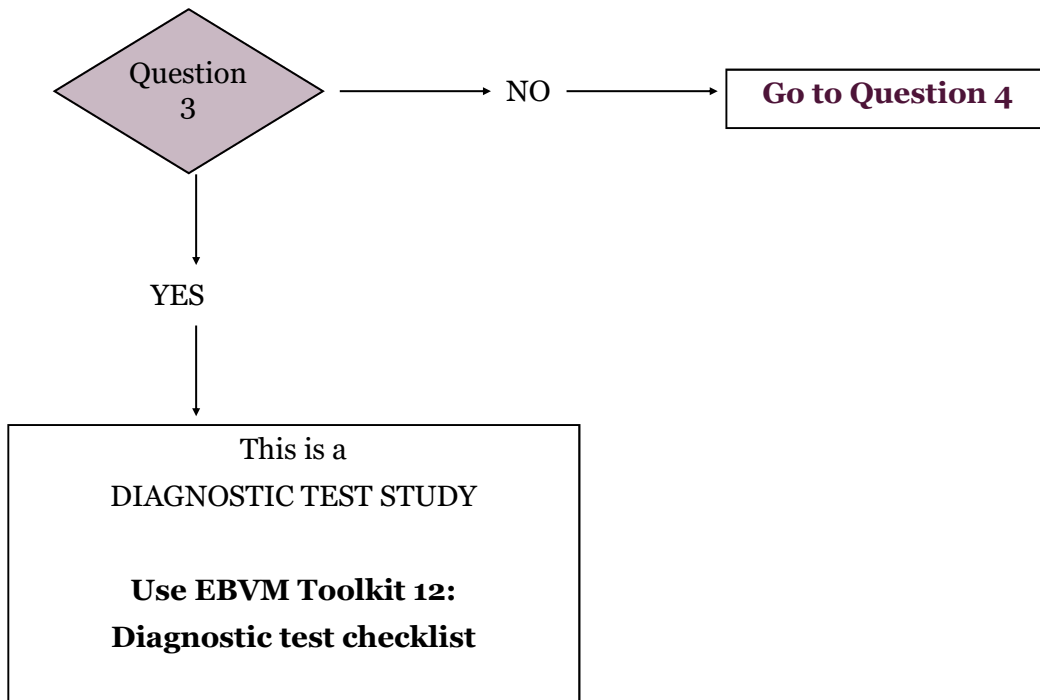 Question
3
NO
Go to Question 4
YES
This is a
DIAGNOSTIC TEST STUDY
Use EBVM Toolkit 12:
Diagnostic test checklist